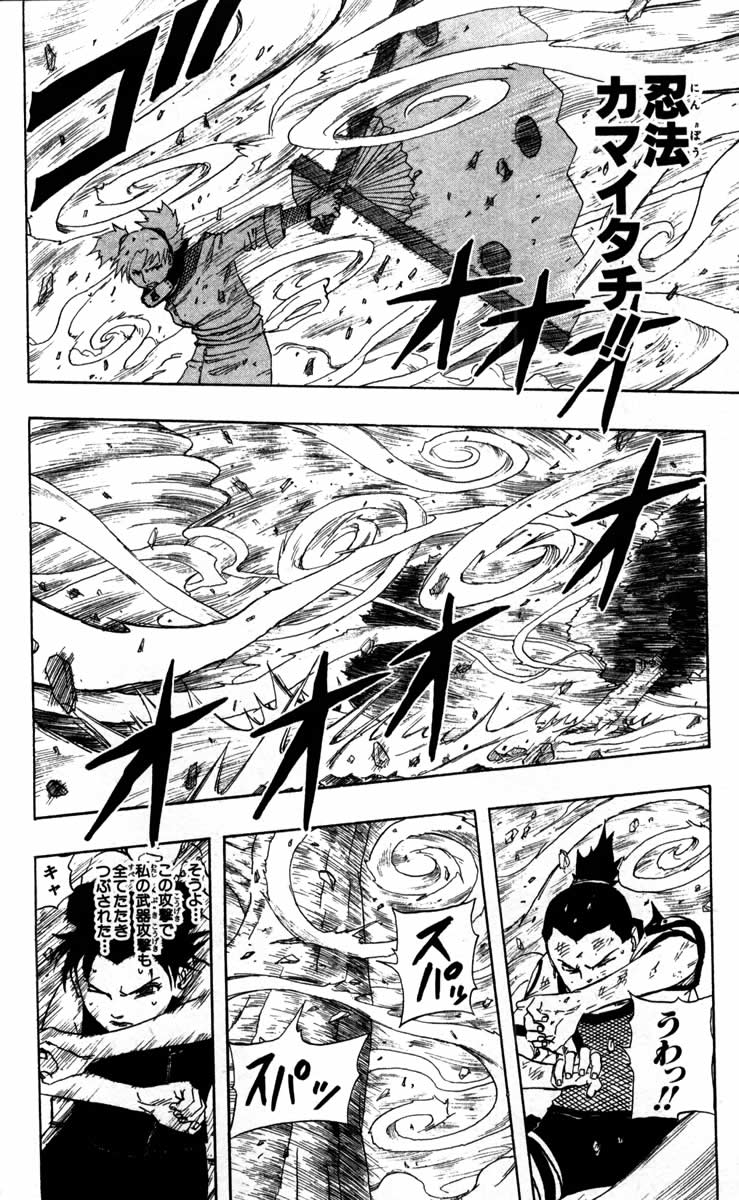 忍法
カマイタチ!!
ゴ
オオオ
オオオオ
うわっ!!
スパッ
スパッ
そうよ…
この攻撃で
私の武器攻撃も
全てたたき
つぶされた…
キャ